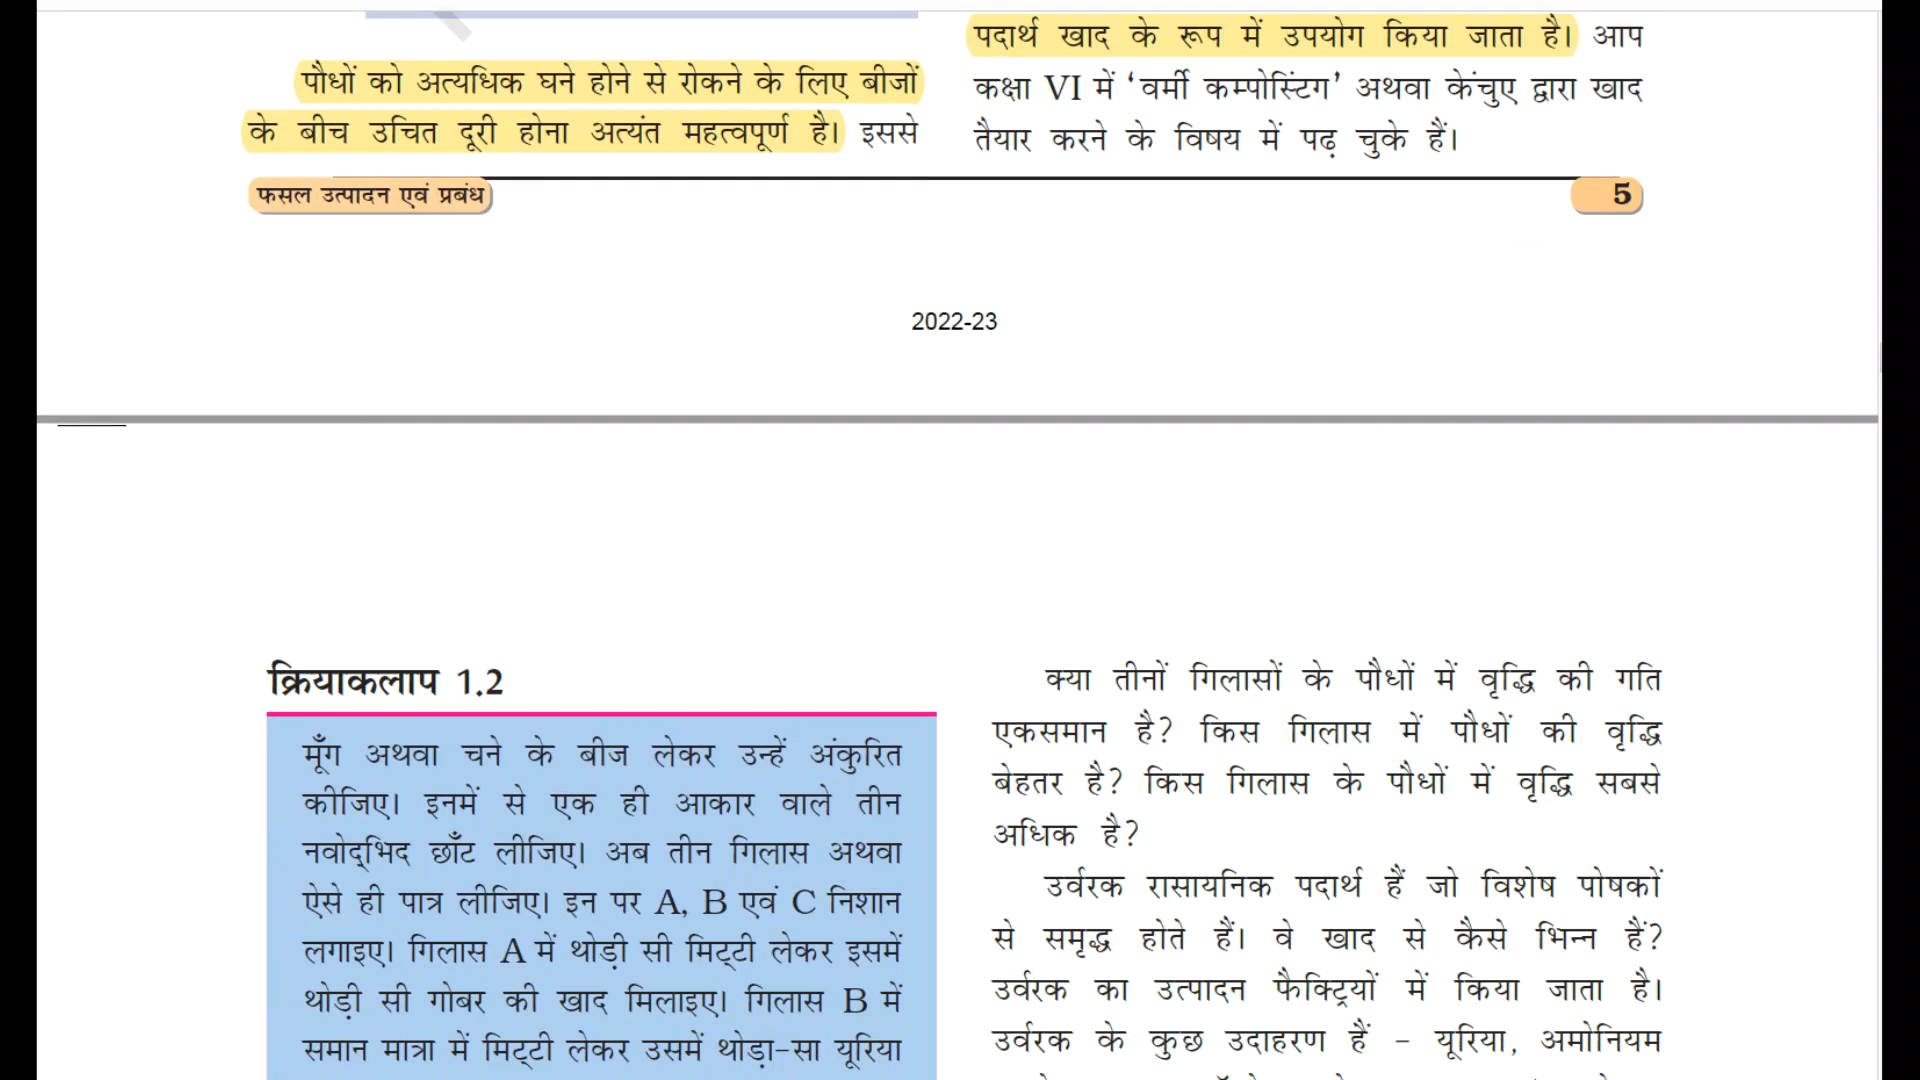 पौधों को अत्यधिक घने होने से रोकने के लिए बीजों
के बीच उचित दूरी होना अत्यंत महत्वपूर्ण है। इससे
पदार्थ खाद के रूप में उपयोग किया जाता है। आप
कक्षा VI में ‘वर्मी कम्पोस्टिंग’ अथवा केंचुए द्वारा खाद
तैयार करने के विषय में पढ़ चुके हैं।
फसल उत्पादन एवं प्रबंध
5
2022-23
क्रियाकलाप 1.2
मूँग अथवा चने के बीज लेकर उन्हें अंकुरित
कीजिए। इनमें से एक ही आकार वाले तीन
नवोद्भिद छाँट लीजिए। अब तीन गिलास अथवा
ऐसे ही पात्र लीजिए। इन पर A, B एवं C निशान
लगाइए। गिलास A में थोड़ी सी मिट्टी लेकर इसमें
थोड़ी सी गोबर की खाद मिलाइए। गिलास B में
समान मात्रा में मिट्टी लेकर उसमें थोड़ा-सा यूरिया
क्या तीनों गिलासों के पौधों में वृद्धि की गति
एकसमान है? किस गिलास में पौधों की वृद्धि
बेहतर है? किस गिलास के पौधों में वृद्धि सबसे
अधिक है?
उर्वरक रासायनिक पदार्थ हैं जो विशेष पोषकों
से समृद्ध होते हैं। वे खाद से कैसे भिन्न हैं?
उर्वरक का उत्पादन फैक्ट्रियों में किया जाता है।
उर्वरक के कुछ उदाहरण हैं – यूरिया, अमोनियम